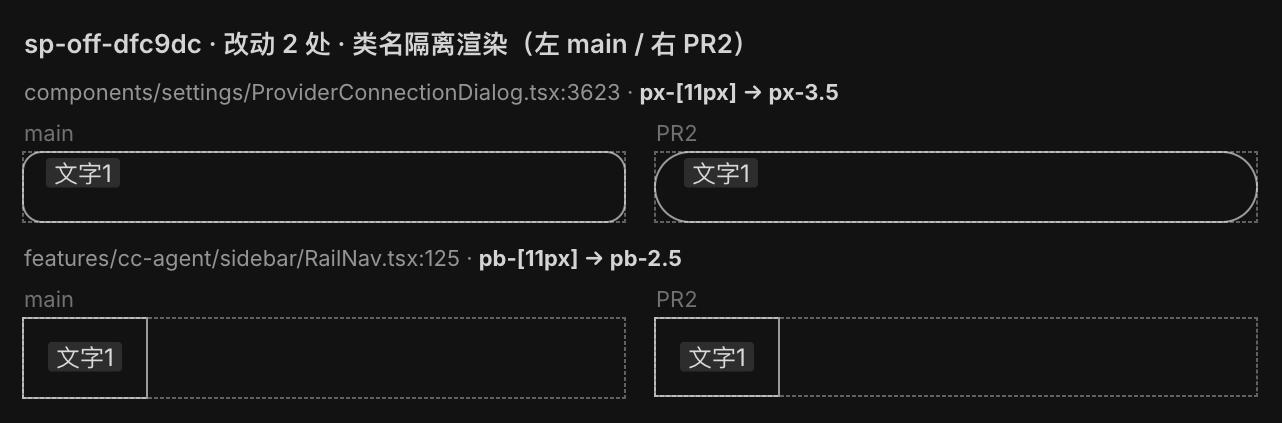 sp-off-dfc9dc · 改动 2 处 · 类名隔离渲染（左 main / 右 PR2）
components/settings/ProviderConnectionDialog.tsx:3623 · px-[11px] → px-3.5
main
PR2
文字1
文字1
features/cc-agent/sidebar/RailNav.tsx:125 · pb-[11px] → pb-2.5
main
PR2
文字1
文字1